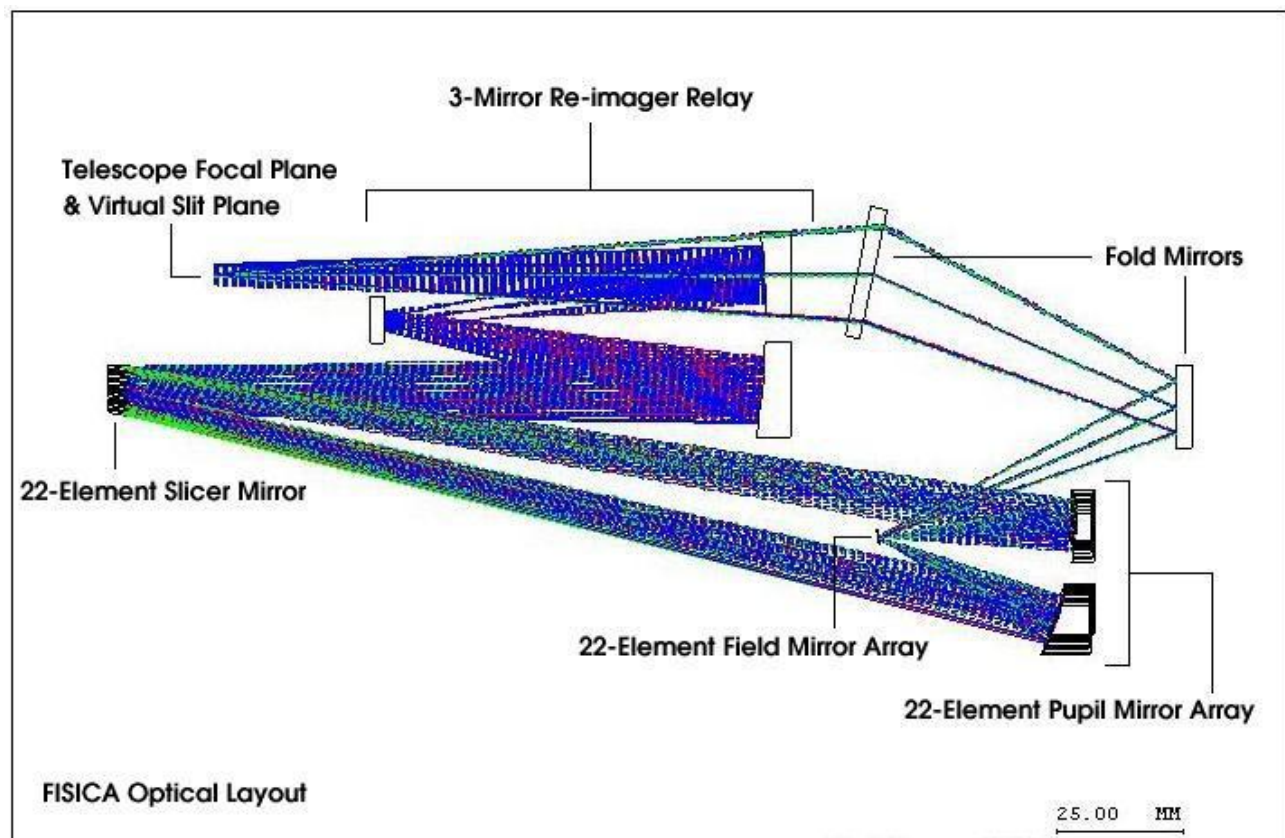 3-Mirror Re-imager Relay
Telescope Focal Plane
& Virtual Slit Plane
Fold Mirrors
22-Element Slicer Mirror
22-Element Field Mirror Array
22-Element Pupil Mirror Array
FISICA Optical Layout
25.00 MM